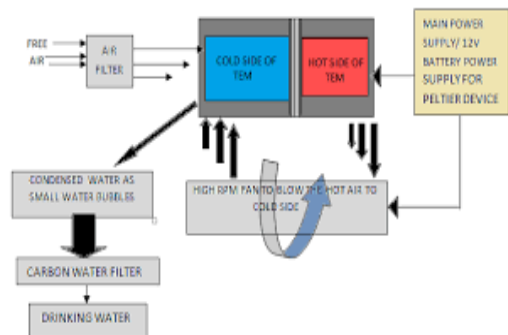 FREE
AIR
AIR
FILTER
COLD SIDE OF
TEM
HOT SIDE OF
TEM
MAIN POWER
SUPPLY/ 12V
BATTERY POWER
SUPPLY FOR
PELTIER DEVICE
CONDENSED WATER AS
SMALL WATER BUBBLES
HIGH RPM FAN TO BLOW THE HOT AIR TO
COLD SIDE
CARBON WATER FILTER
DRINKING WATER